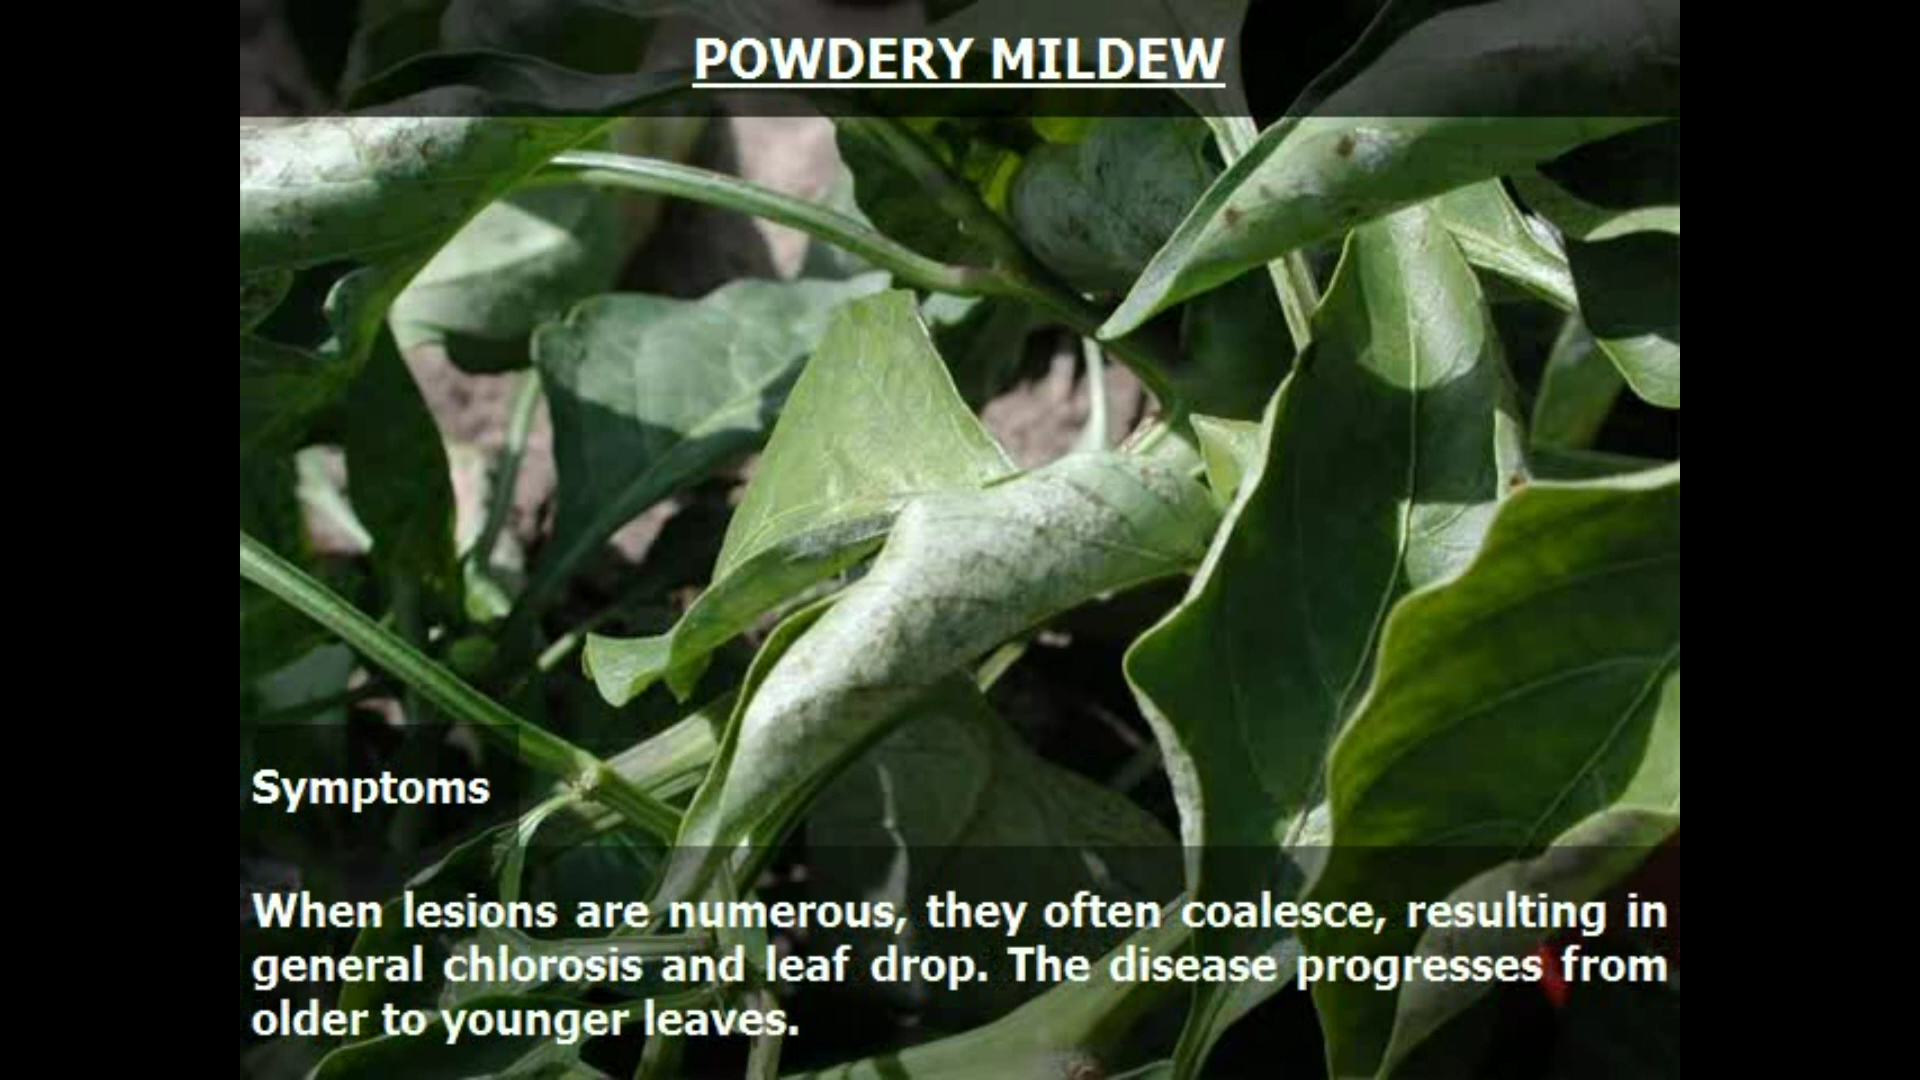 POWDERY MILDEW
Symptoms
When lesions are numerous, they often coalesce, resulting in
general chlorosis and leaf drop. The disease progresses from
older to younger leaves.